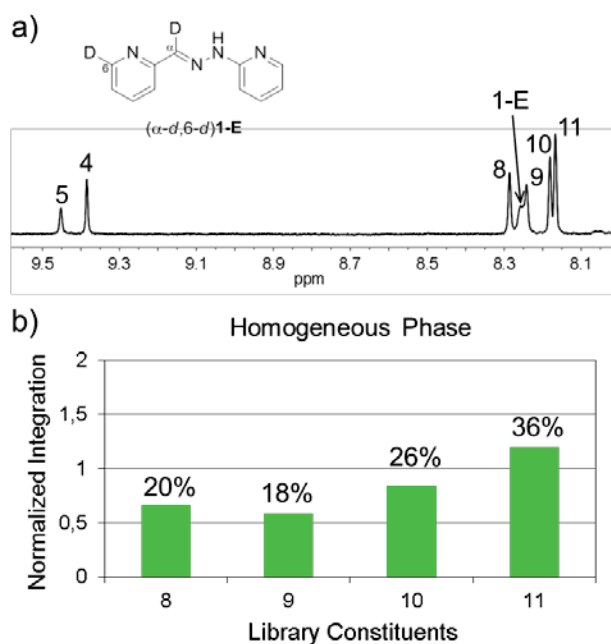 a)
D
D
6
N
α
N
H
N
N
(α-d,6-d)1-E
1-E
5
4
8
9
10
11
9.5
9.3
9.1
8.9
8.7
8.5
8.3
8.1
ppm
b)
Homogeneous Phase
Normalized Integration
2
1,5
1
0,5
0
20%
18%
26%
36%
8
9
10
11
Library Constituents